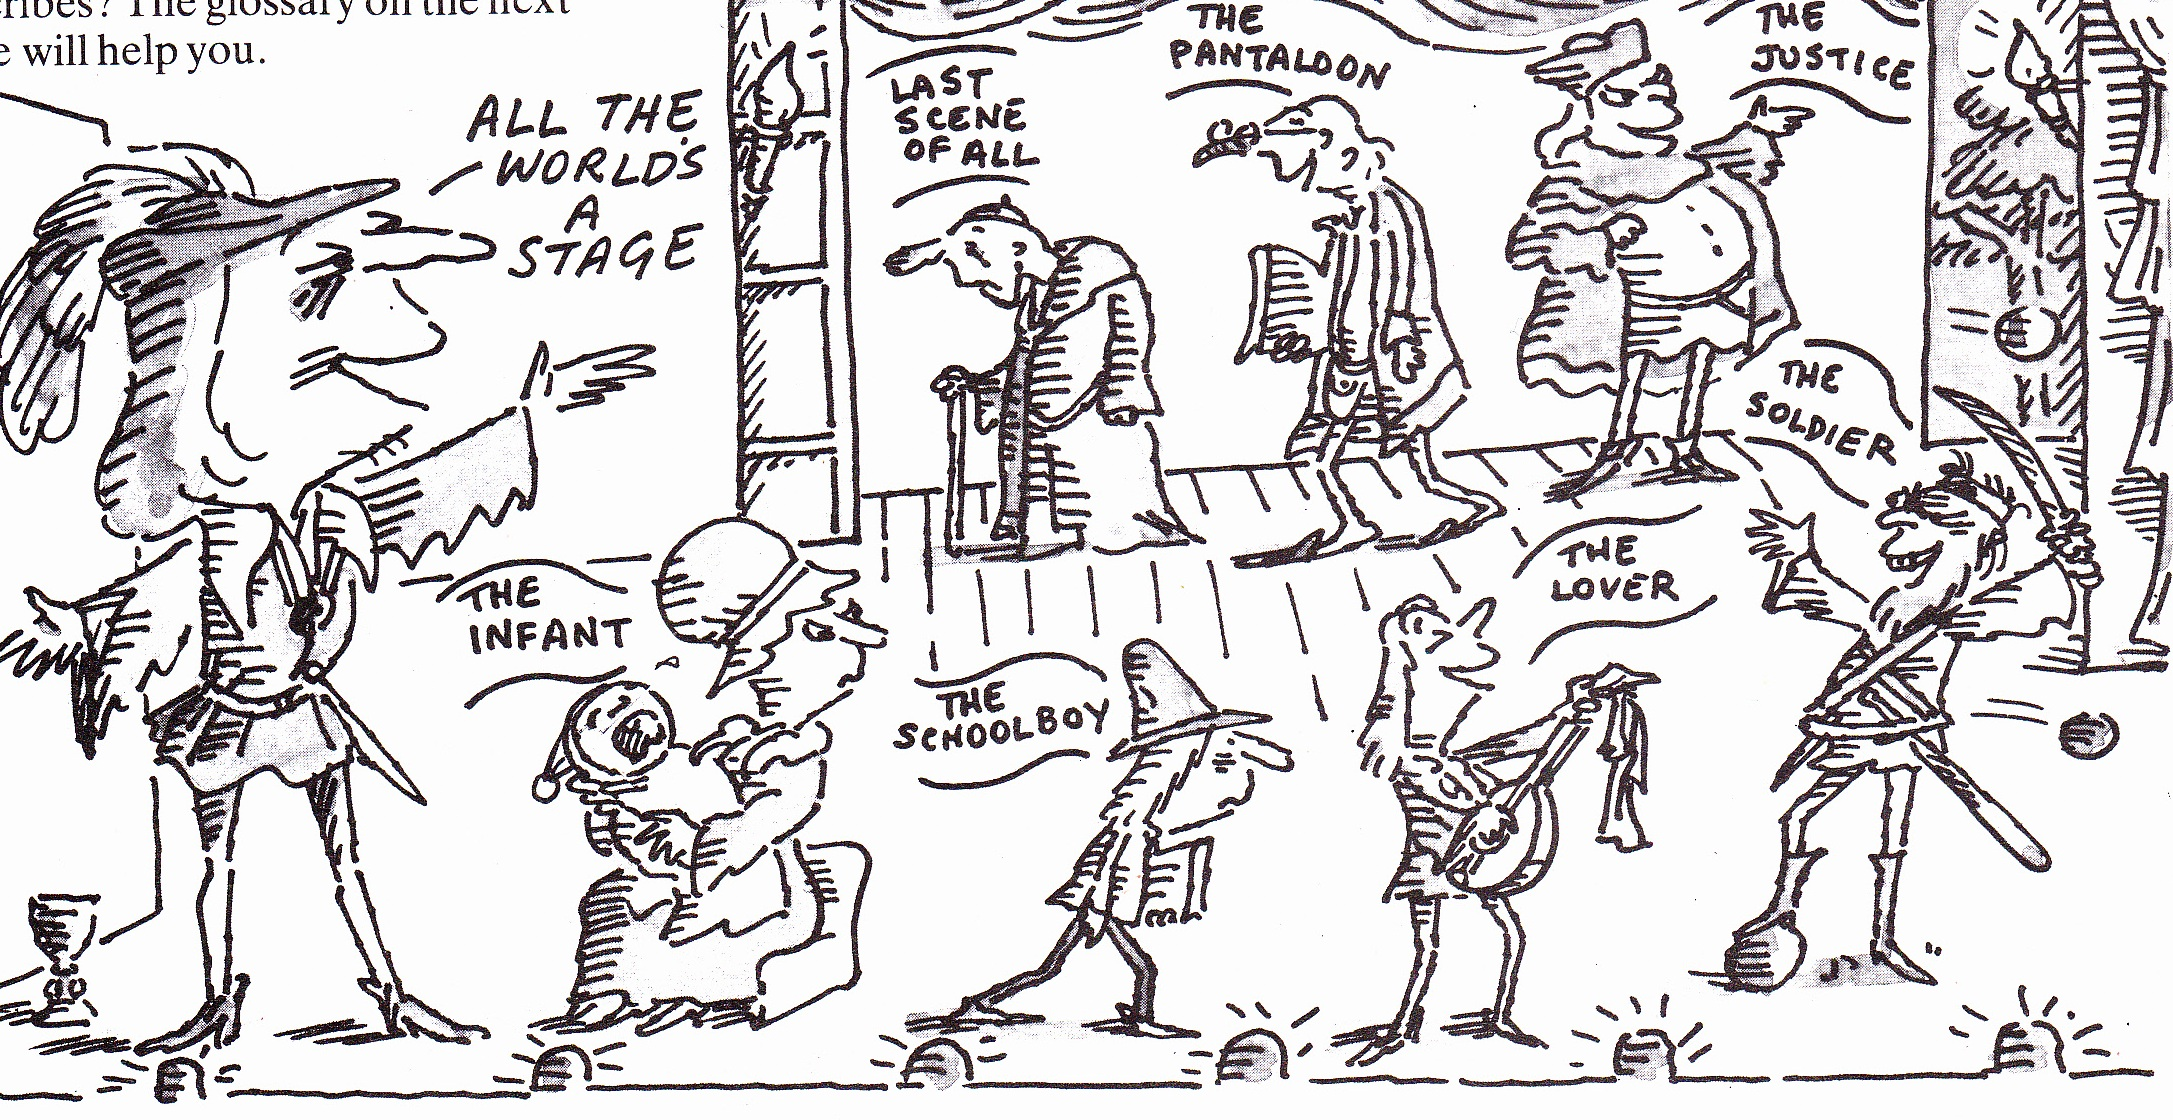 cribes? The glossary on the next
e will help you.
ALL THE
WORLD'S
A
STAGE
LAST
SCENE
OF ALL
THE
PANTALOON
THE
JUSTICE
THE
SOLDIER
THE
LOVER
THE
INFANT
THE
SCHOOLBOY